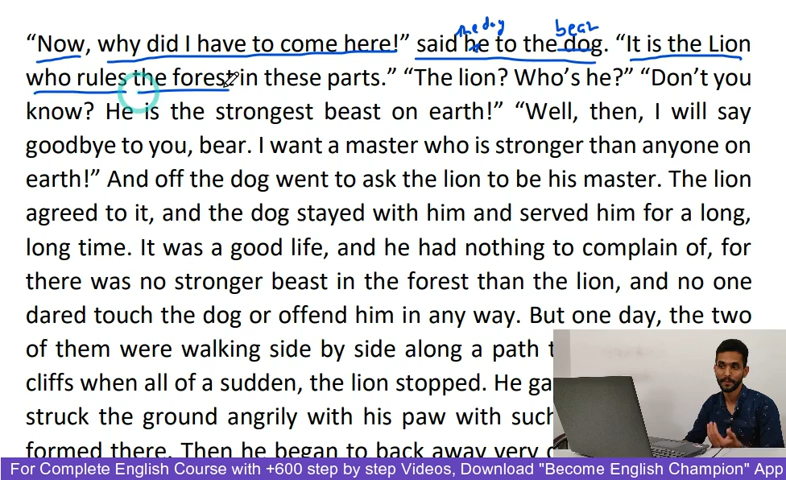 the dog bear
“Now, why did I have to come here!” said he to the dog. “It is the Lion
who rules the forest in these parts.” “The lion? Who’s he?” “Don’t you
know? He is the strongest beast on earth!” “Well, then, I will say
goodbye to you, bear. I want a master who is stronger than anyone on
earth!” And off the dog went to ask the lion to be his master. The lion
agreed to it, and the dog stayed with him and served him for a long,
long time. It was a good life, and he had nothing to complain of, for
there was no stronger beast in the forest than the lion, and no one
dared touch the dog or offend him in any way. But one day, the two
of them were walking side by side along a path
cliffs when all of a sudden, the lion stopped. He
struck the ground angrily with his paw with such
formed there. Then he began to back away very
For Complete English Course with +600 step by step Videos, Download "Become English Champion" App